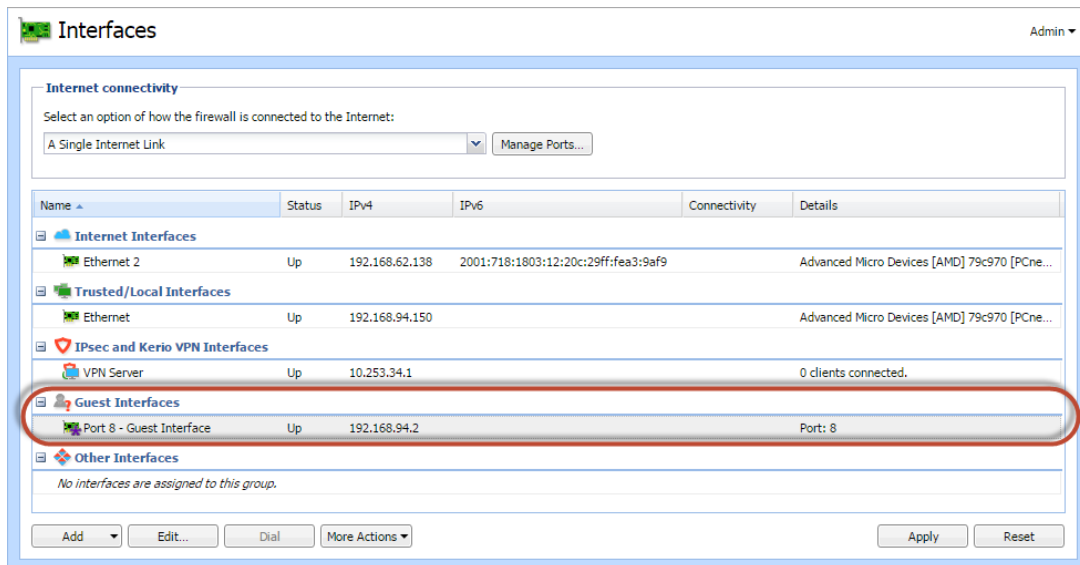 Interfaces
Admin
Internet connectivity
Select an option of how the firewall is connected to the Internet:
A Single Internet Link Manage Ports...
Name Status IPv4 IPv6 Connectivity Details
Internet Interfaces
Ethernet 2 Up 192.168.62.138 2001:718:1803:12:20c:29ff:fea3:9af9 Advanced Micro Devices [AMD] 79c970 [PCne...
Trusted/Local Interfaces
Ethernet Up 192.168.94.150 Advanced Micro Devices [AMD] 79c970 [PCne...
IPsec and Kerio VPN Interfaces
VPN Server Up 10.253.34.1 0 clients connected.
Guest Interfaces
Port 8 - Guest Interface Up 192.168.94.2 Port: 8
Other Interfaces
No interfaces are assigned to this group.
Add Edit... Dial More Actions Apply Reset